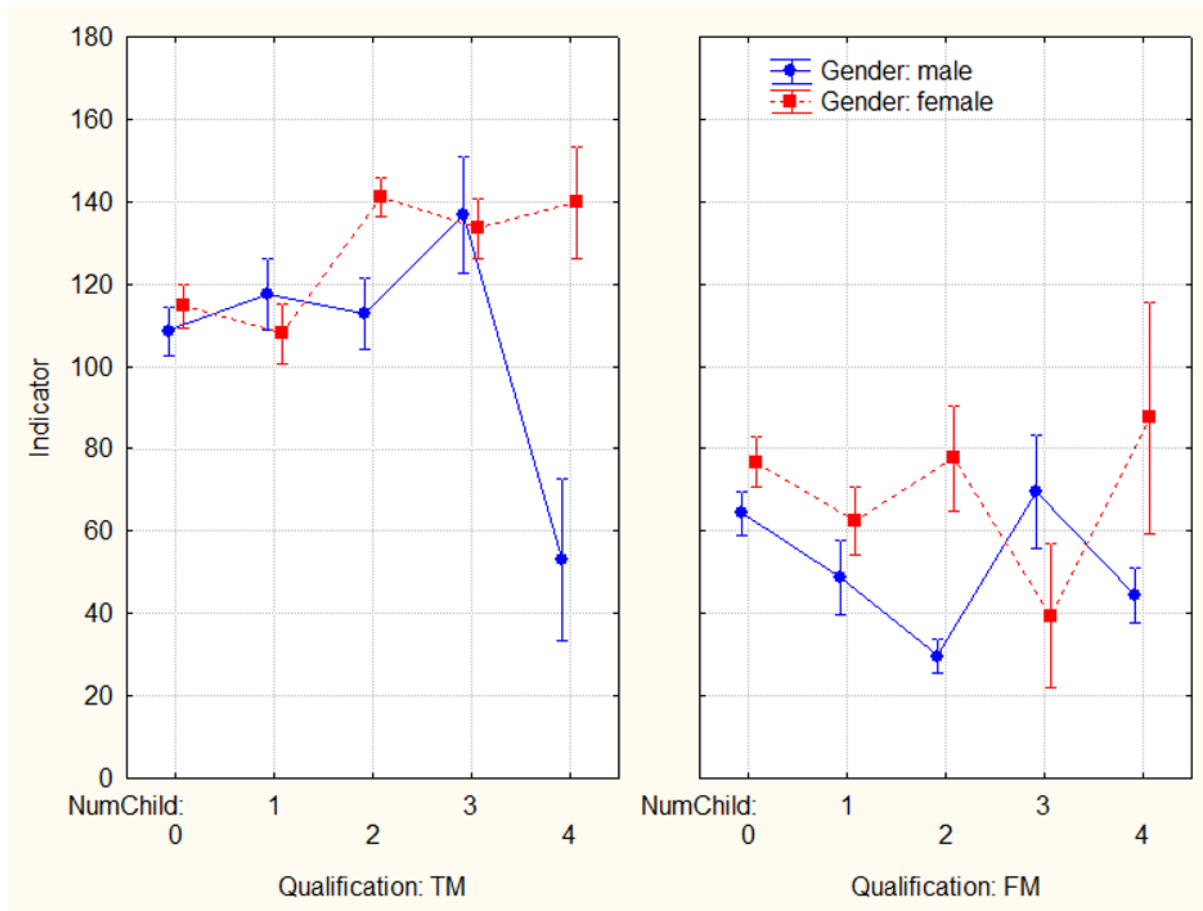 180
160
140
120
100
80
60
40
20
0
Indicator
Gender: male
Gender: female
NumChild: 1 3
0 2 4
NumChild: 1 3
0 2 4
Qualification: TM
Qualification: FM